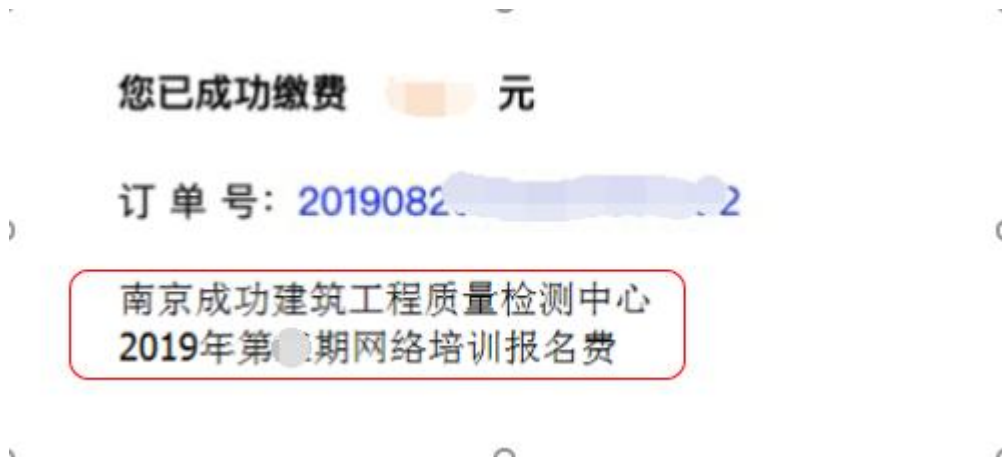 您已成功缴费 元
订 单 号：2019082 2
南京成功建筑工程质量检测中心
2019年第 期网络培训报名费